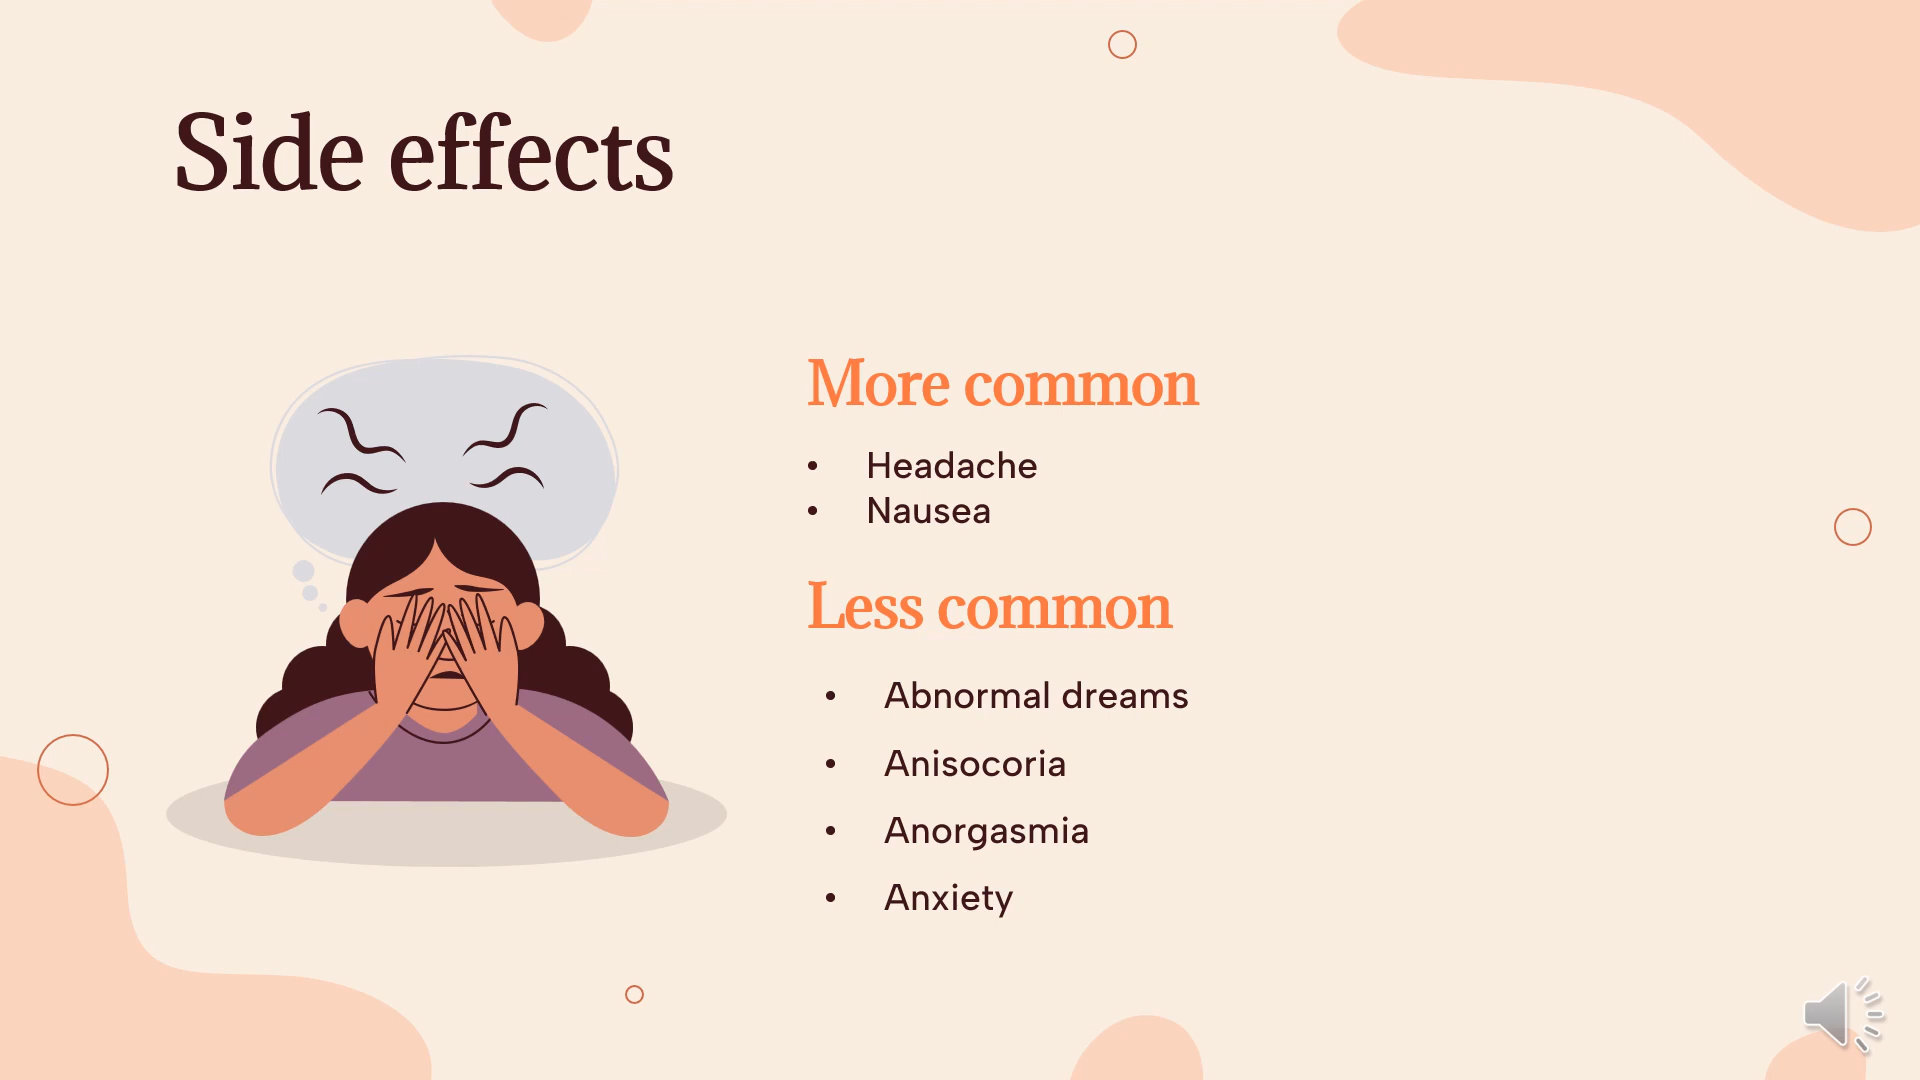 Side effects
More common
• Headache
• Nausea
Less common
• Abnormal dreams
• Anisocoria
• Anorgasmia
• Anxiety